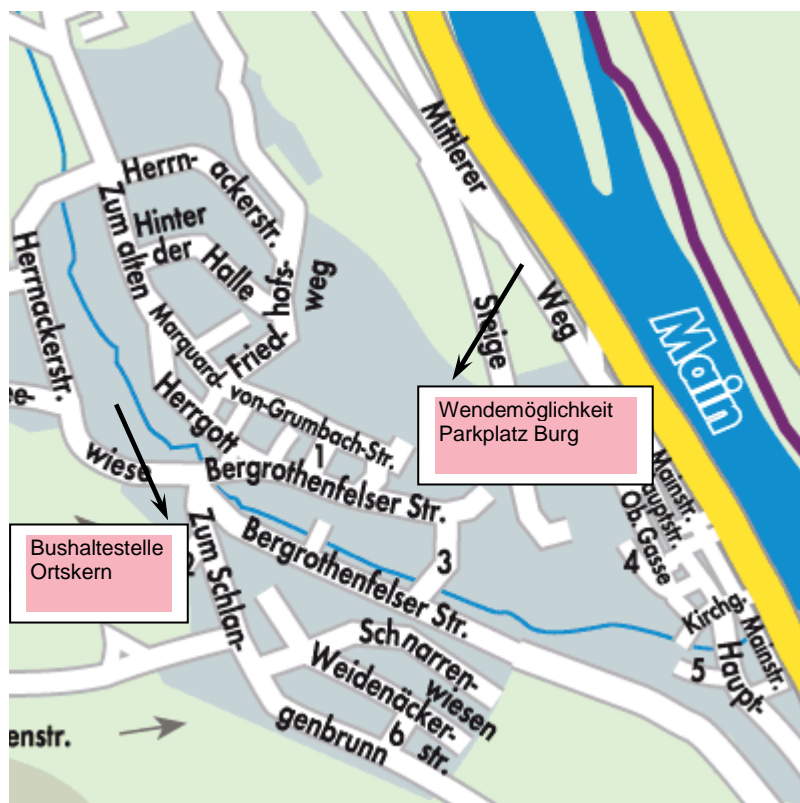 Mittlerer
Weg
Herrn-
ackerstr.
Zum alten
Hinter
der
Halle
Fried-
hofs-
weg
Herrnackerstr.
Steige
Main
Marquard-
von-Grumbach-Str.
Herrgott
ee-
wiese
1
Bergrothenfelser Str.
Wendemöglichkeit
Parkplatz Burg
Mainstr.
Hauptstr.
Ob. Gasse
Bushaltestelle
Ortskern
Zum Schlan-
genbrunn
Bergrothenfelser Str.
3
4
Kirchg.
Mainstr.
Haupt-
5
Schnarren-
wiesen
Weidenäcker-
str.
6
enstr.